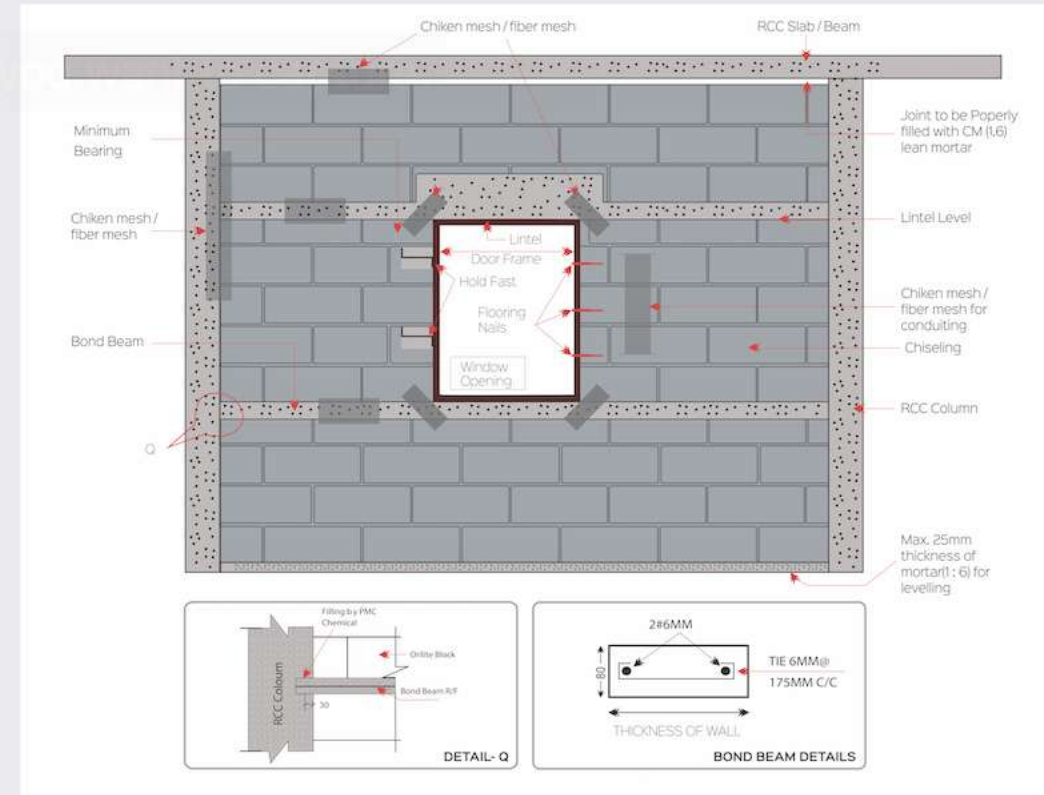 Chiken mesh / fiber mesh
RCC Slab / Beam
Minimum
Bearing
Joint to be Poperly
filled with CM (1,6)
lean mortar
Chiken mesh /
fiber mesh
Lintel Level
Lintel
Door Frame
Hold Fast
Flooring
Nails
Chiken mesh /
fiber mesh for
conduiting
Bond Beam
Chiseling
Window
Opening
RCC Column
Q
Max. 25mm
thickness of
mortar(1 : 6) for
levelling
Filling by PMC
Chemical
Orilite Block
RCC Coloum
Bond Beam R/F
30
DETAIL- Q
2#6MM
80
TIE 6MM@
175MM C/C
THICKNESS OF WALL
BOND BEAM DETAILS